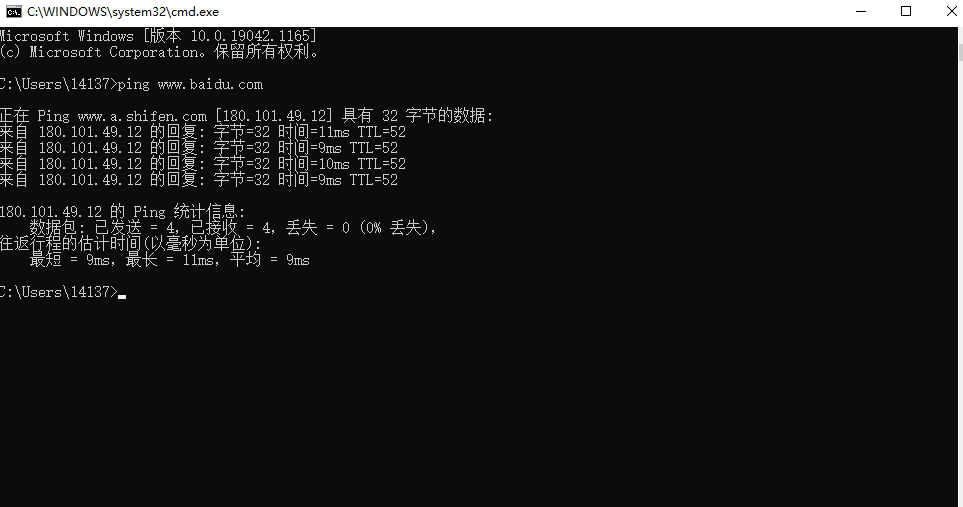 C:\WINDOWS\system32\cmd.exe
Microsoft Windows [版本 10.0.19042.1165]
(c) Microsoft Corporation。保留所有权利。
C:\Users\14137>ping www.baidu.com
正在 Ping www.a.shifen.com [180.101.49.12] 具有 32 字节的数据:
来自 180.101.49.12 的回复: 字节=32 时间=11ms TTL=52
来自 180.101.49.12 的回复: 字节=32 时间=9ms TTL=52
来自 180.101.49.12 的回复: 字节=32 时间=10ms TTL=52
来自 180.101.49.12 的回复: 字节=32 时间=9ms TTL=52
180.101.49.12 的 Ping 统计信息:
数据包: 已发送 = 4，已接收 = 4，丢失 = 0 (0% 丢失)，
往返行程的估计时间(以毫秒为单位):
最短 = 9ms，最长 = 11ms，平均 = 9ms
C:\Users\14137>